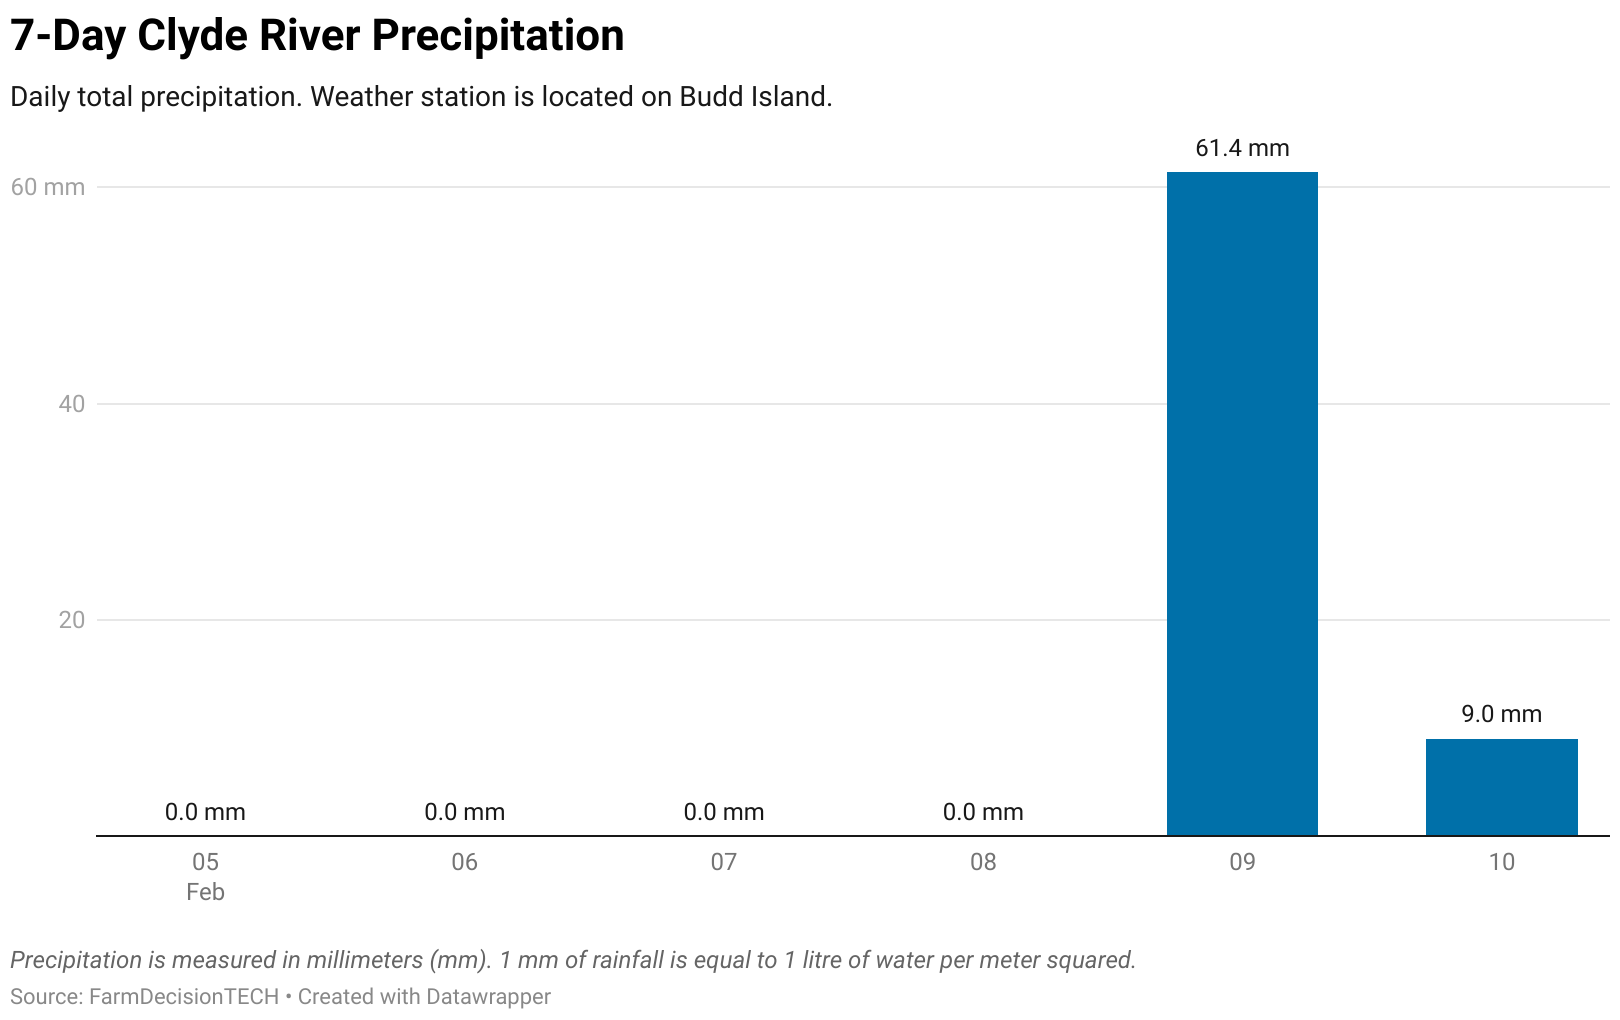 7-Day Clyde River Precipitation
Daily total precipitation. Weather station is located on Budd Island.
61.4 mm
60 mm
40
20
9.0 mm
0.0 mm 0.0 mm 0.0 mm 0.0 mm
05 06 07 08 09 10
Feb
Precipitation is measured in millimeters (mm). 1 mm of rainfall is equal to 1 litre of water per meter squared.
Source: FarmDecisionTECH • Created with Datawrapper